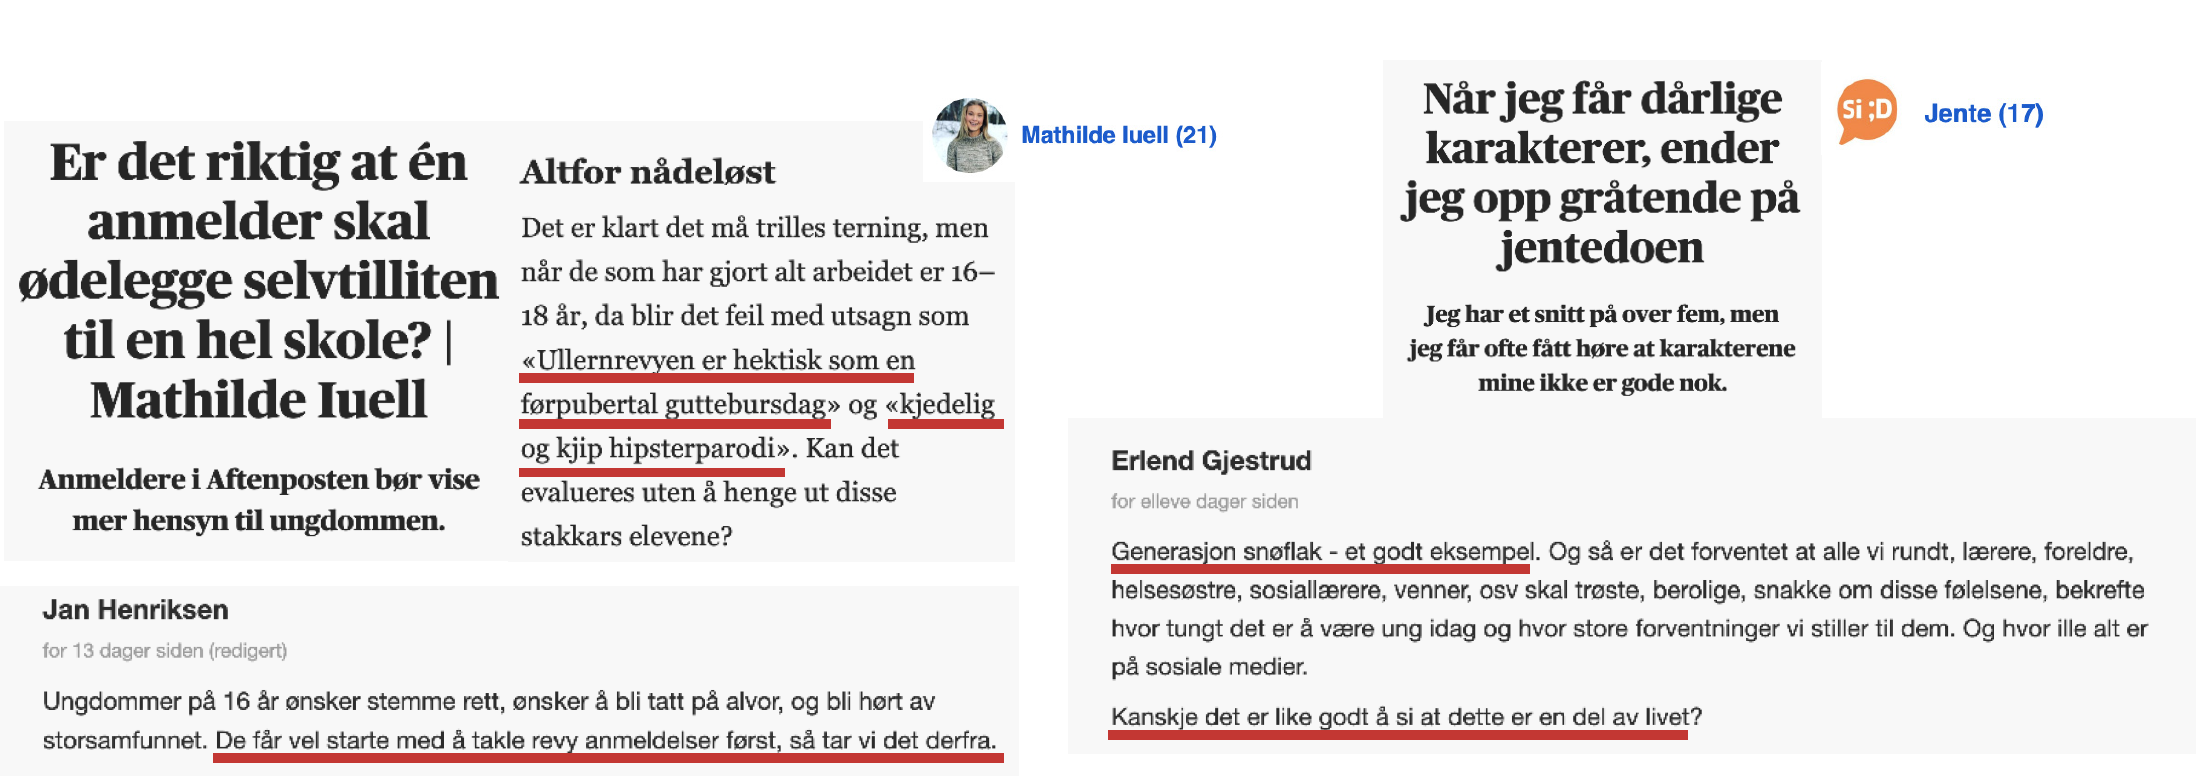 Er det riktig at én
anmelder skal
ødelegge selvtilliten
til en hel skole? |
Mathilde Iuell
Anmeldere i Aftenposten bør vise
mer hensyn til ungdommen.
Altfor nådeløst
Det er klart det må trilles terning, men
når de som har gjort alt arbeidet er 16–
18 år, da blir det feil med utsagn som
«Ullernrevyen er hektisk som en
førpubertal guttebursdag» og «kjedelig
og kjip hipsterparodi». Kan det
evalueres uten å henge ut disse
stakkars elevene?
Mathilde Iuell (21)
Jan Henriksen
for 13 dager siden (redigert)
Ungdommer på 16 år ønsker stemme rett, ønsker å bli tatt på alvor, og bli hørt av
storsamfunnet. De får vel starte med å takle revy anmeldelser først, så tar vi det derfra.
Når jeg får dårlige
karakterer, ender
jeg opp gråtende på
jentedoen
Jeg har et snitt på over fem, men
jeg får ofte fått høre at karakterene
mine ikke er gode nok.
Si ;D
Jente (17)
Erlend Gjestrud
for elleve dager siden
Generasjon snøflak - et godt eksempel. Og så er det forventet at alle vi rundt, lærere, foreldre,
helsesøstre, sosiallærere, venner, osv skal trøste, berolige, snakke om disse følelsene, bekrefte
hvor tungt det er å være ung idag og hvor store forventninger vi stiller til dem. Og hvor ille alt er
på sosiale medier.
Kanskje det er like godt å si at dette er en del av livet?